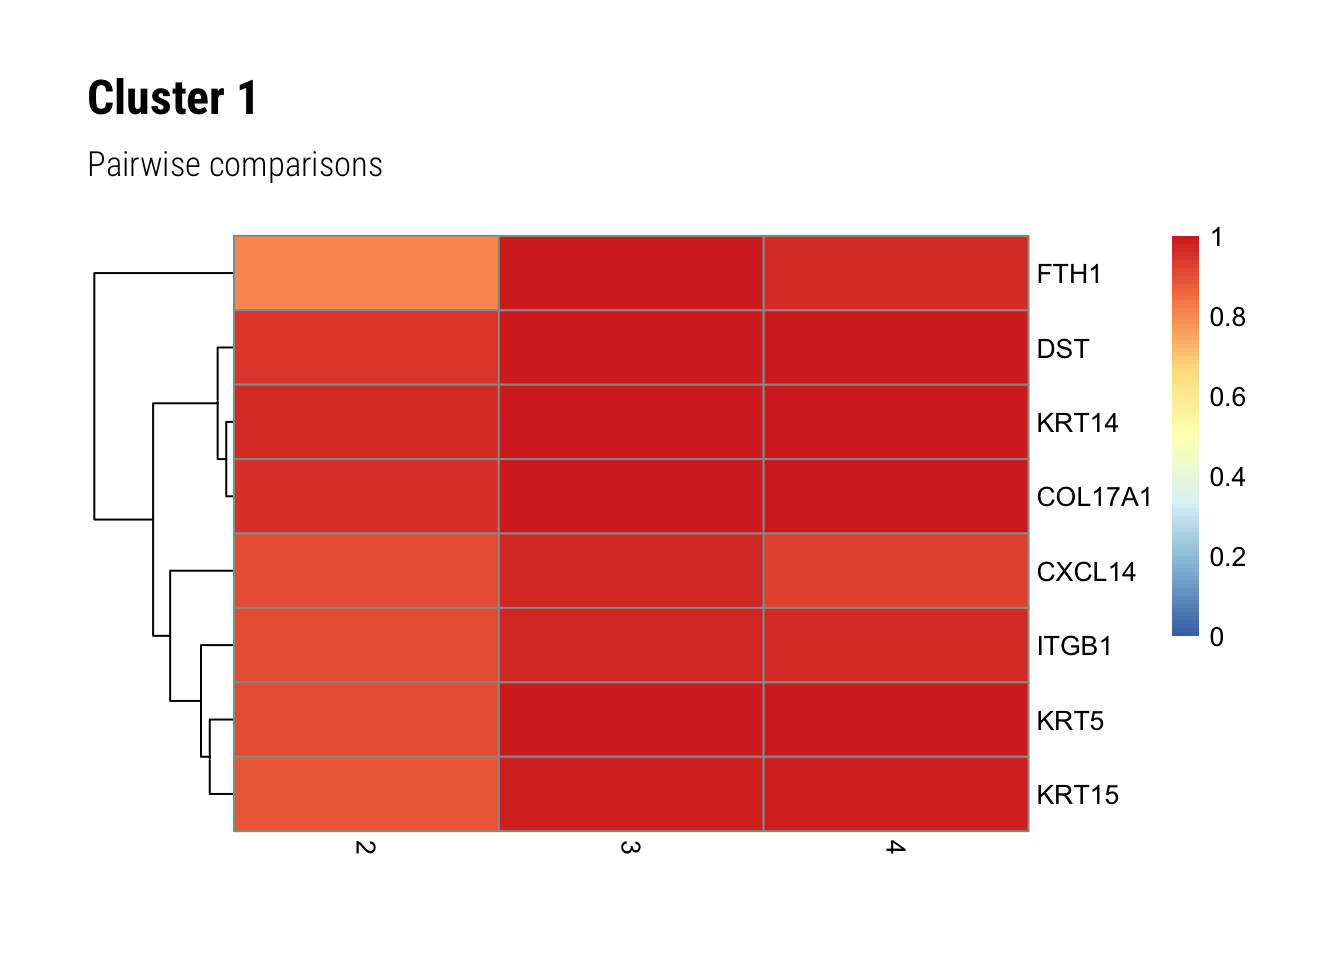 Cluster 1
Pairwise comparisons
FTH1
DST
KRT14
COL17A1
CXCL14
ITGB1
KRT5
KRT15
2
3
4
1
0.8
0.6
0.4
0.2
0